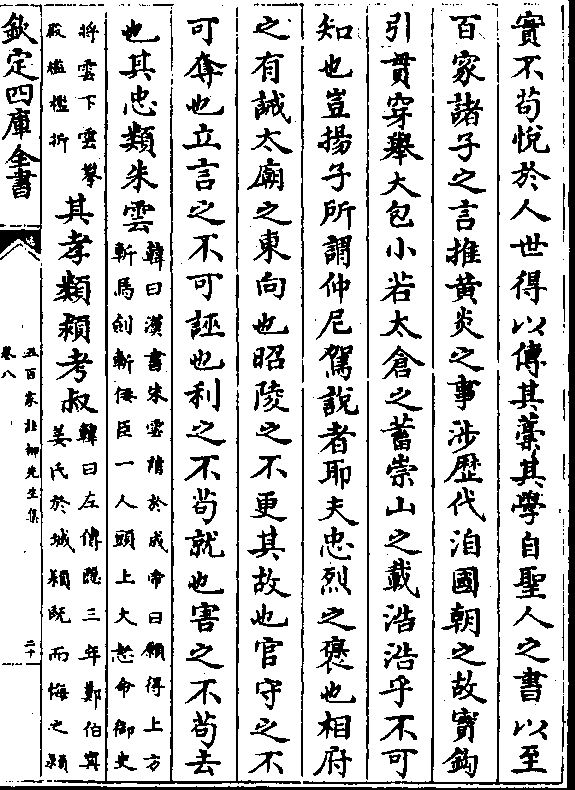 實不苟悅於人世得以傳其藁其學自聖人之書以至
百家諸子之言推黄炎之事涉歴代洎國朝之故寶鈎
引貫穿舉大包小若太倉之蓄崇山之載浩浩乎不可
知也豈揚子所謂仲尼駕說者耶夫忠烈之褒也相府
之有誡太廟之東向也昭陵之不更其故也官守之不
可奪也立言之不可誣也利之不苟就也害之不苟去
也其忠類朱雲韓曰漢書朱雲請於成帝曰願得上方
斬馬劍斬佞臣一人頭上大怒命御史
將雲下雲攀
殿檻檻折
其孝類頴考叔韓曰左傳隱三年鄭伯寘
姜氏於城潁既而悔之潁
欽定四庫全書
五百家註柳先生集
卷八
二十